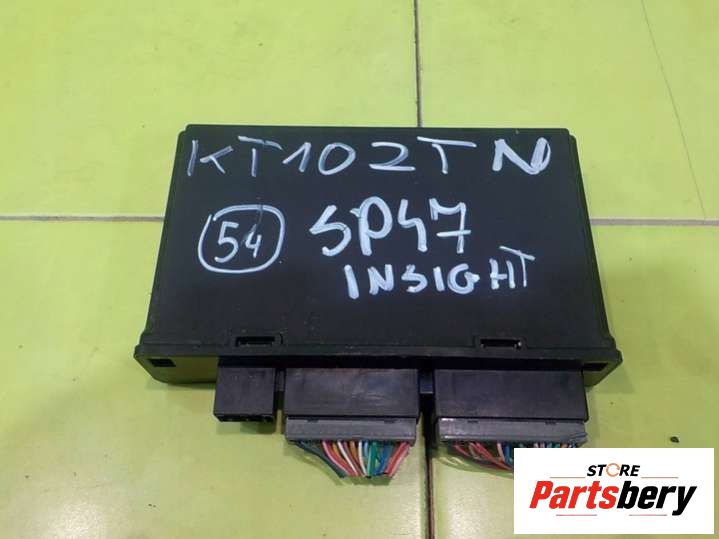 KT102TN
54 SP47
INSIGHT
STORE
Partsbery